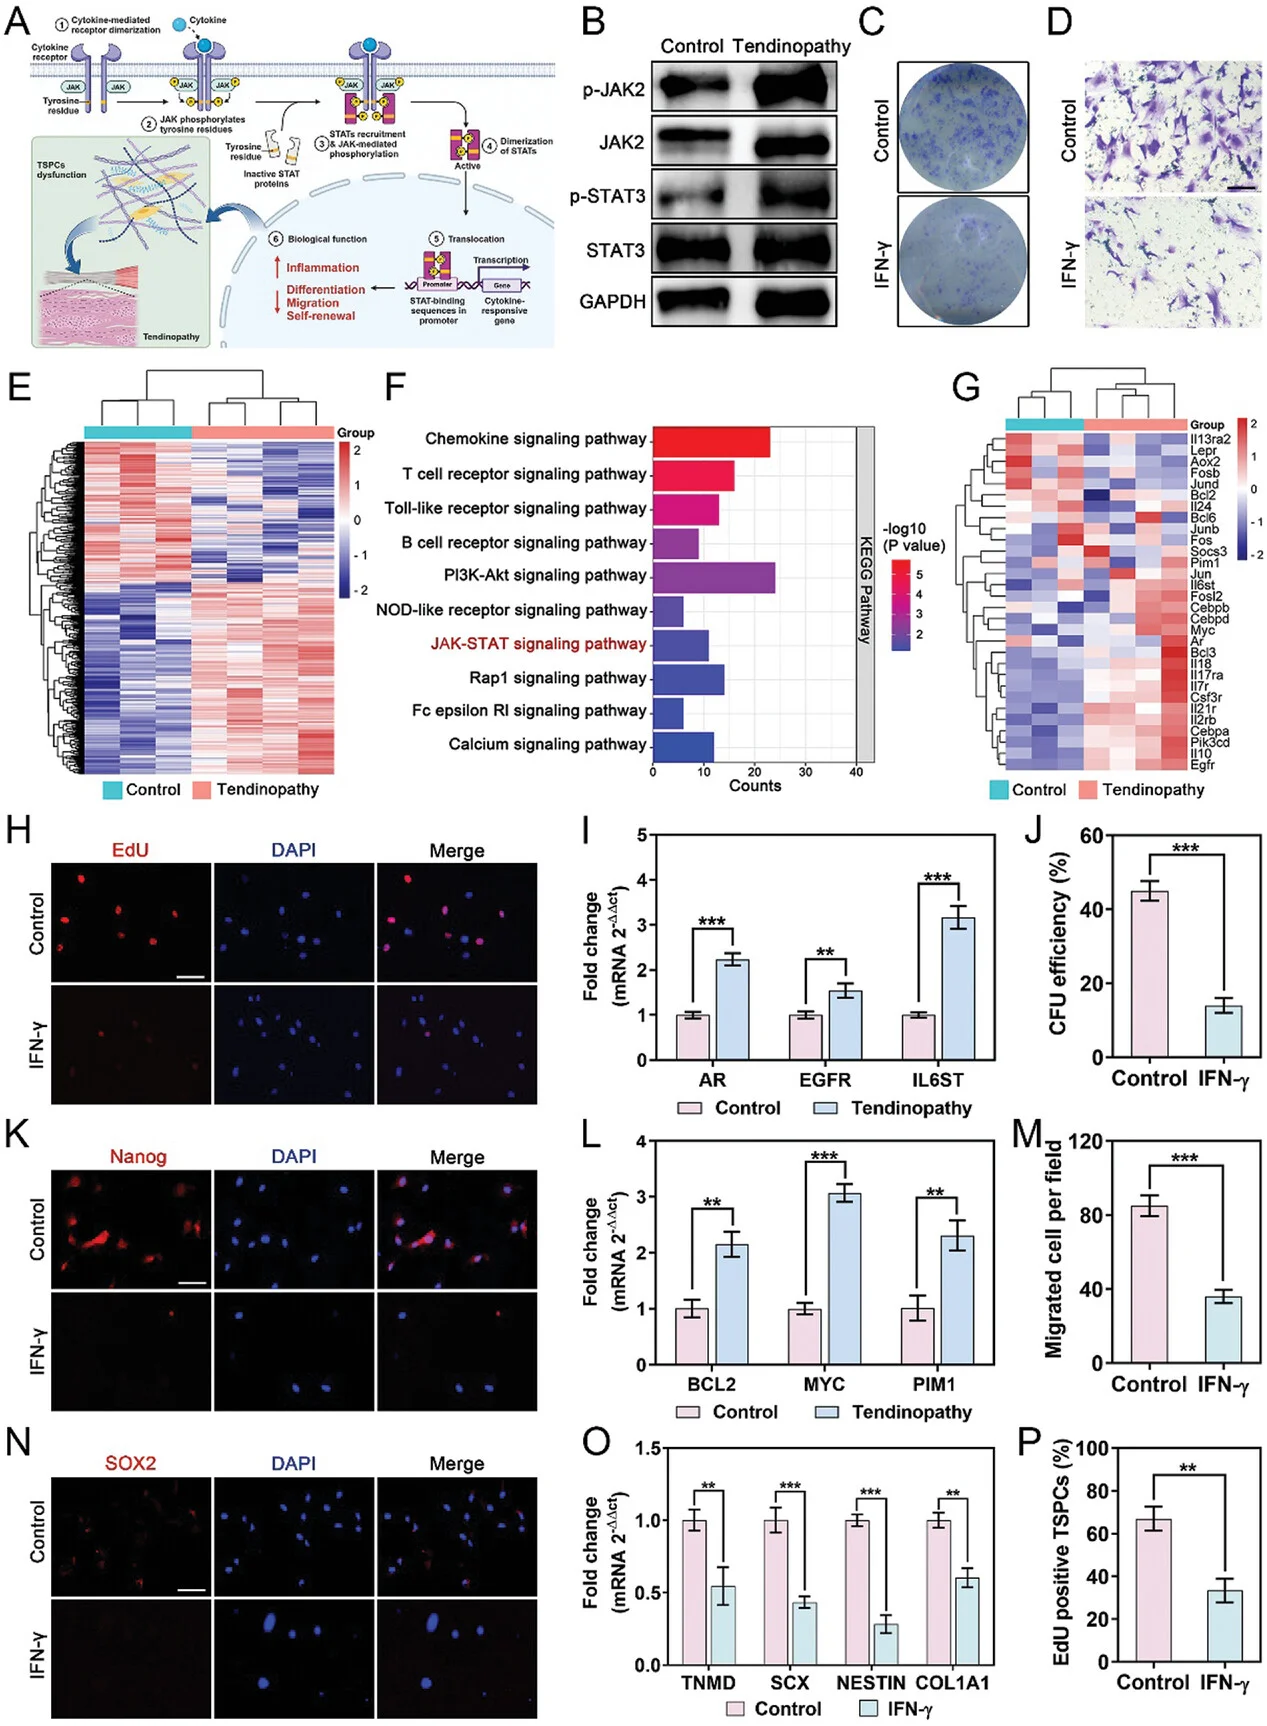 A
1 Cytokine-mediated
receptor dimerization
Cytokine
Cytokine
receptor
JAK
JAK
JAK
JAK
JAK
JAK
P
P
P
P
Tyrosine
residue
2 JAK phosphorylates
tyrosine residues
Tyrosine
residue
Inactive STAT
proteins
3 STATs recruitment
& JAK-mediated
phosphorylation
4 Dimerization
of STATs
Active
TSPCs
dysfunction
Tendinopathy
6 Biological function
Inflammation
Differentiation
Migration
Self-renewal
5 Translocation
Transcription
Promoter
Gene
STAT-binding
sequences in
promoter
Cytokine-
responsive
gene
B
Control Tendinopathy
p-JAK2
JAK2
p-STAT3
STAT3
GAPDH
C
Control
IFN-γ
D
Control
IFN-γ
E
Group
2
1
0
- 1
- 2
Control
Tendinopathy
F
Chemokine signaling pathway
T cell receptor signaling pathway
Toll-like receptor signaling pathway
B cell receptor signaling pathway
PI3K-Akt signaling pathway
NOD-like receptor signaling pathway
JAK-STAT signaling pathway
Rap1 signaling pathway
Fc epsilon RI signaling pathway
Calcium signaling pathway
0 10 20 30 40
Counts
KEGG Pathway
-log10
(P value)
5
4
3
2
G
Group
2
1
0
- 1
- 2
Il13ra2
Lepr
Aox2
Fosb
Jund
Bcl2
Il24
Bcl6
Junb
Fos
Socs3
Pim1
Jun
Il6st
Fosl2
Cebpb
Cebpd
Myc
Ar
Bcl3
Il18
Il17ra
Il7r
Csf3r
Il21r
Il2rb
Cebpa
Pik3cd
Il10
Egfr
Control
Tendinopathy
H
EdU DAPI Merge
Control
IFN-γ
I
Fold change
(mRNA 2-ΔΔct)
5
4
3
2
1
0
***
**
***
AR EGFR IL6ST
Control Tendinopathy
J
CFU efficiency (%)
60
40
20
0
***
Control IFN-γ
K
Nanog DAPI Merge
Control
IFN-γ
L
Fold change
(mRNA 2-ΔΔct)
4
3
2
1
0
**
***
**
BCL2 MYC PIM1
Control Tendinopathy
M
Migrated cell per field
120
80
40
0
***
Control IFN-γ
N
SOX2 DAPI Merge
Control
IFN-γ
O
Fold change
(mRNA 2-ΔΔct)
1.5
1.0
0.5
0.0
**
***
***
**
TNMD SCX NESTIN COL1A1
Control IFN-γ
P
EdU positive TSPCs (%)
100
80
60
40
20
0
**
Control IFN-γ